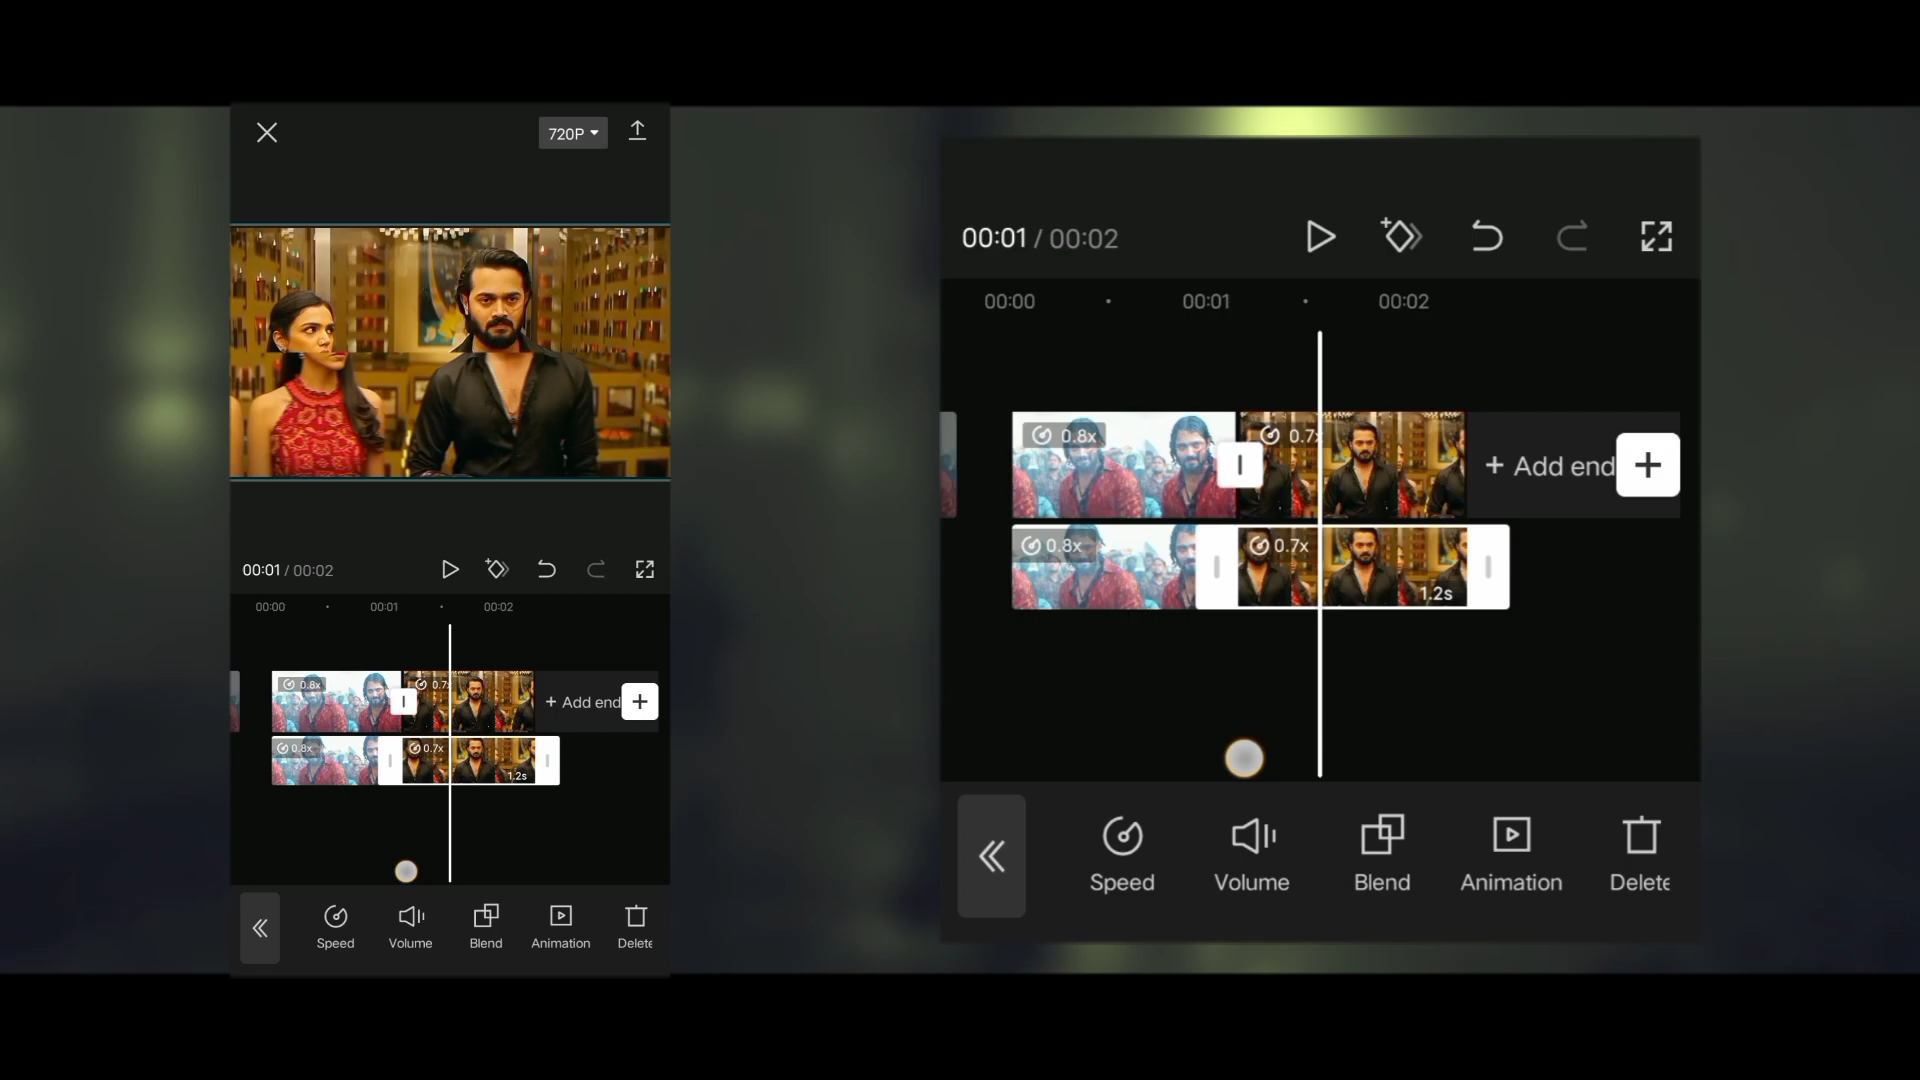 720P
00:01 / 00:02
00:00
00:01
00:02
0.8x
0.7x
+ Add end
0.8x
0.7x
1.2s
Speed
Volume
Blend
Animation
Delete
00:01 / 00:02
00:00
00:01
00:02
0.8x
0.7x
+ Add end
0.8x
0.7x
1.2s
Speed
Volume
Blend
Animation
Delete